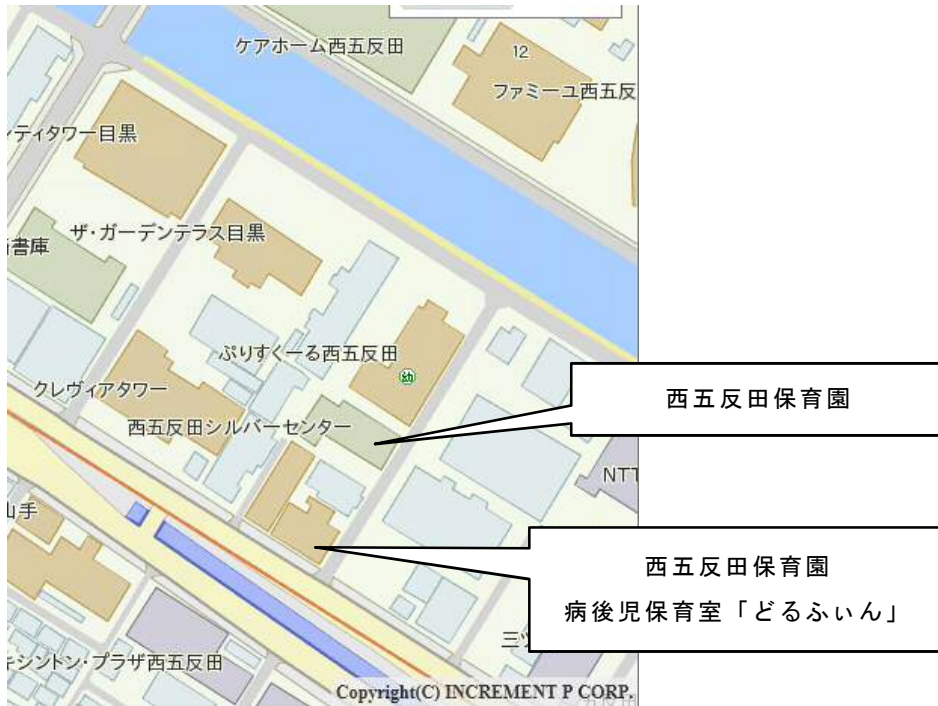 ケアホーム西五反田
12
ファミーユ西五反
ンティタワー目黒
ザ・ガーデンテラス目黒
書庫
ぷりすくーる西五反田
幼
クレヴィアタワー
西五反田シルバーセンター
西五反田保育園
NTT
山手
西五反田保育園
病後児保育室「どるふぃん」
三ツ
キシントン・プラザ西五反田
Copyright(C) INCREMENT P CORP.